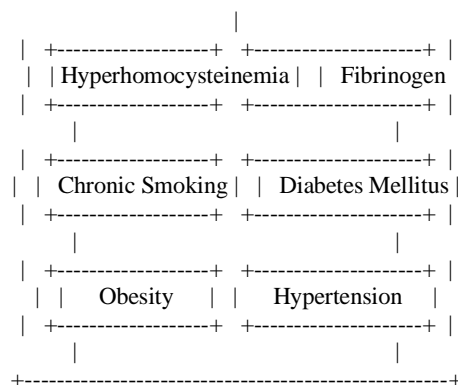 |
| +-------------------+ +---------------------+ |
| | | Hyperhomocysteinemia | | Fibrinogen
| +-------------------+ +---------------------+ |
| |
+-------------------+ +---------------------+ |
| | Chronic Smoking | | Diabetes Mellitus |
| +-------------------+ +---------------------+ |
| |
+-------------------+ +---------------------+ |
| | Obesity | | Hypertension |
| +-------------------+ +---------------------+ |
| |
+-----------------------------------------------------+